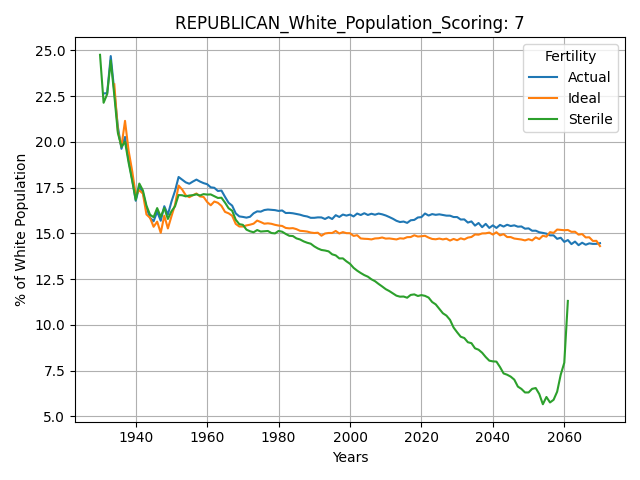 REPUBLICAN_White_Population_Scoring: 7
Fertility
Actual
Ideal
Sterile
% of White Population
25.0
22.5
20.0
17.5
15.0
12.5
10.0
7.5
5.0
1940 1960 1980 2000 2020 2040 2060
Years